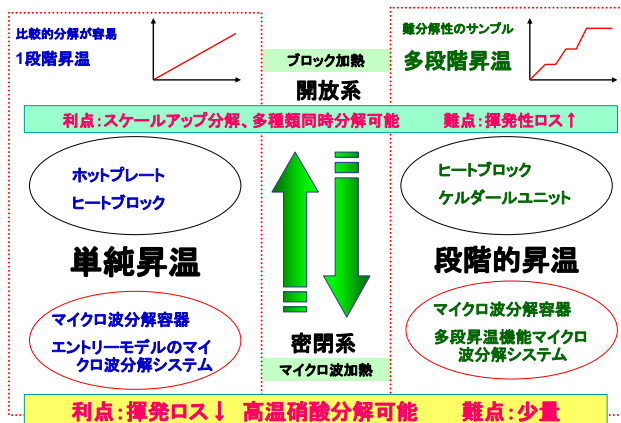 比較的分解が容易
1段階昇温
ブロック加熱
開放系
難分解性のサンプル
多段階昇温
利点：スケールアップ分解、多種類同時分解可能　難点：揮発性ロス↑
ホットプレート
ヒートブロック
ヒートブロック
ケルダールユニット
単純昇温
段階的昇温
マイクロ波分解容器
エントリーモデルのマイ
クロ波分解システム
密閉系
マイクロ波加熱
マイクロ波分解容器
多段昇温機能マイクロ
波分解システム
利点：揮発ロス↓　高温硝酸分解可能　難点：少量